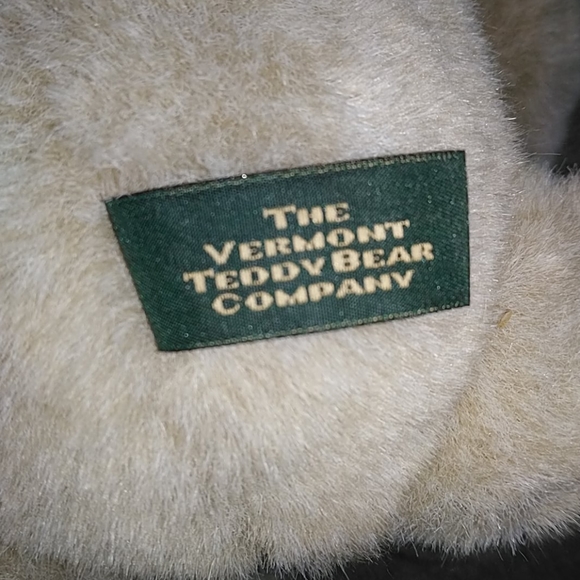 THE
VERMONT
TEDDY BEAR
COMPANY